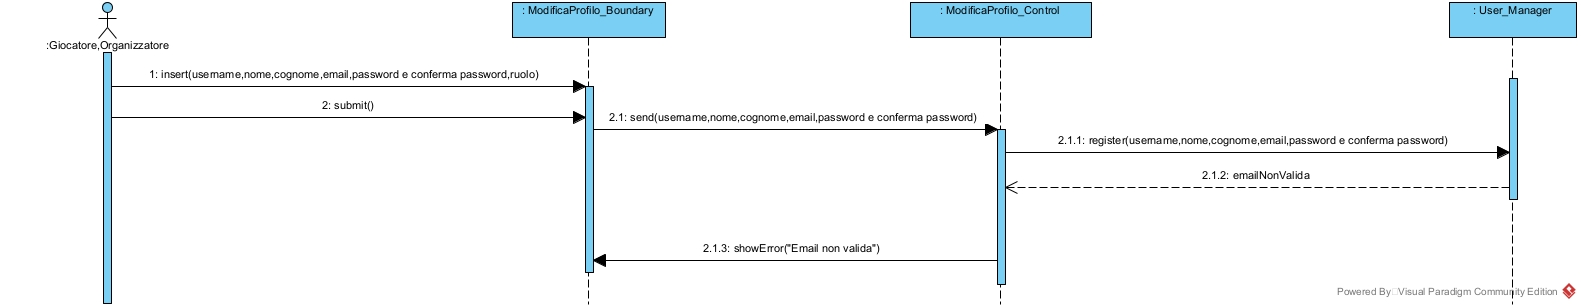 : ModificaProfilo_Boundary
: ModificaProfilo_Control
: User_Manager
:Giocatore,Organizzatore
1: insert(username,nome,cognome,email,password e conferma password,ruolo)
2: submit()
2.1: send(username,nome,cognome,email,password e conferma password)
2.1.1: register(username,nome,cognome,email,password e conferma password)
2.1.2: emailNonValida
2.1.3: showError("Email non valida")
Powered By Visual Paradigm Community Edition